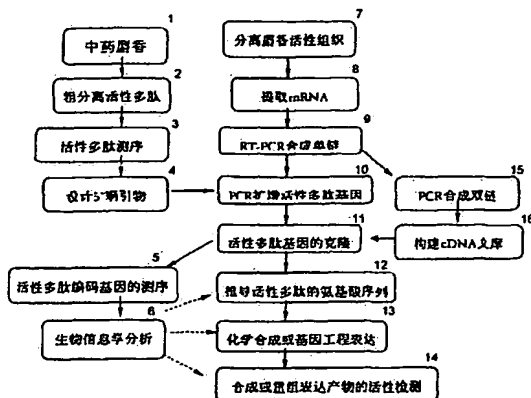 1
中药麝香
2
粗分离活性多肽
3
活性多肽测序
4
设计5'端引物
7
分离麝香活性组织
8
提取mRNA
9
RT-PCR合成单链
10
PCR扩增活性多肽基因
15
PCR合成双链
16
构建cDNA文库
11
活性多肽基因的克隆
5
活性多肽编码基因的测序
6
生物信息学分析
12
推导活性多肽的氨基酸序列
13
化学合成或基因工程表达
14
合成或重组表达产物的活性检测